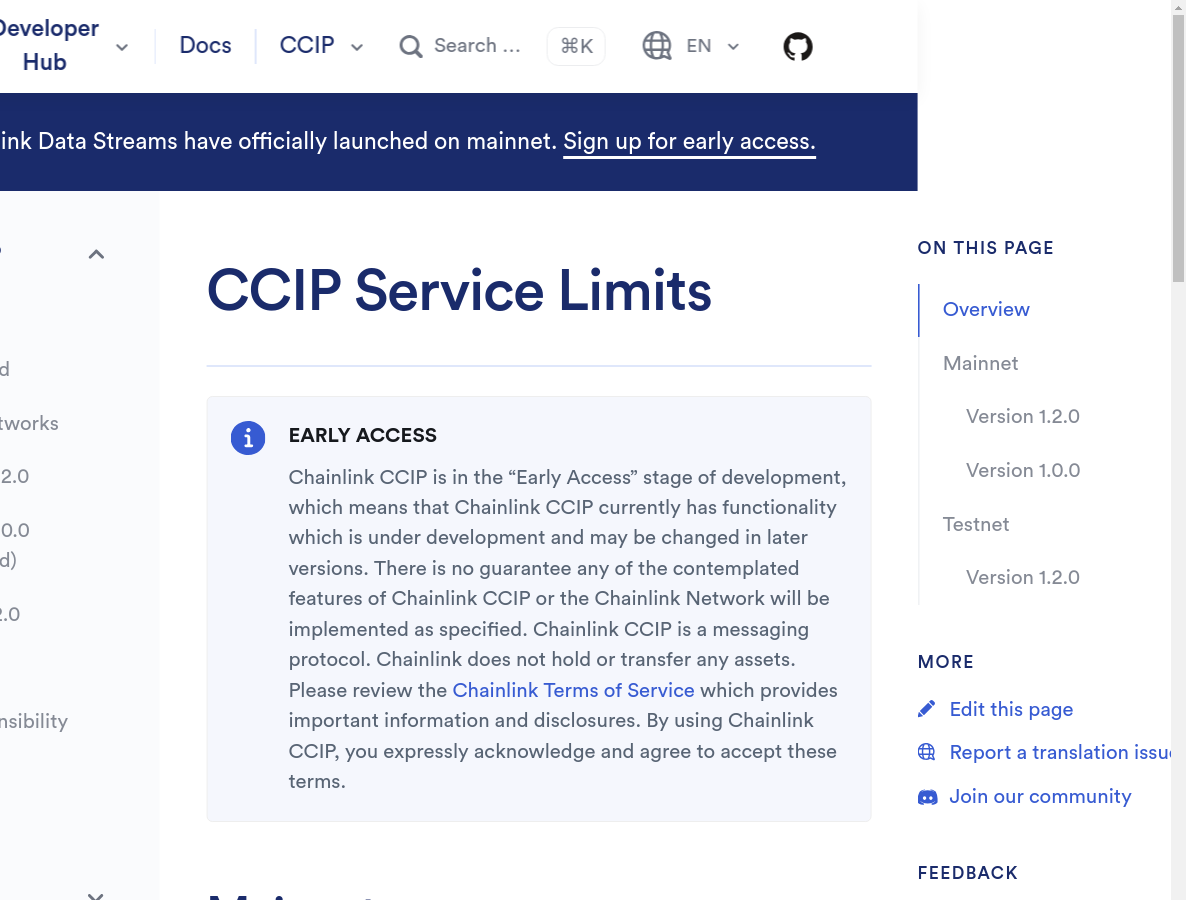 Developer
Hub
Docs
CCIP
Search ...
⌘K
EN
ink Data Streams have officially launched on mainnet. Sign up for early access.
CCIP Service Limits
ON THIS PAGE
Overview
Mainnet
Version 1.2.0
Version 1.0.0
Testnet
Version 1.2.0
d
tworks
2.0
0.0
d)
2.0
nsibility
EARLY ACCESS
Chainlink CCIP is in the “Early Access” stage of development,
which means that Chainlink CCIP currently has functionality
which is under development and may be changed in later
versions. There is no guarantee any of the contemplated
features of Chainlink CCIP or the Chainlink Network will be
implemented as specified. Chainlink CCIP is a messaging
protocol. Chainlink does not hold or transfer any assets.
Please review the Chainlink Terms of Service which provides
important information and disclosures. By using Chainlink
CCIP, you expressly acknowledge and agree to accept these
terms.
MORE
Edit this page
Report a translation issue
Join our community
FEEDBACK